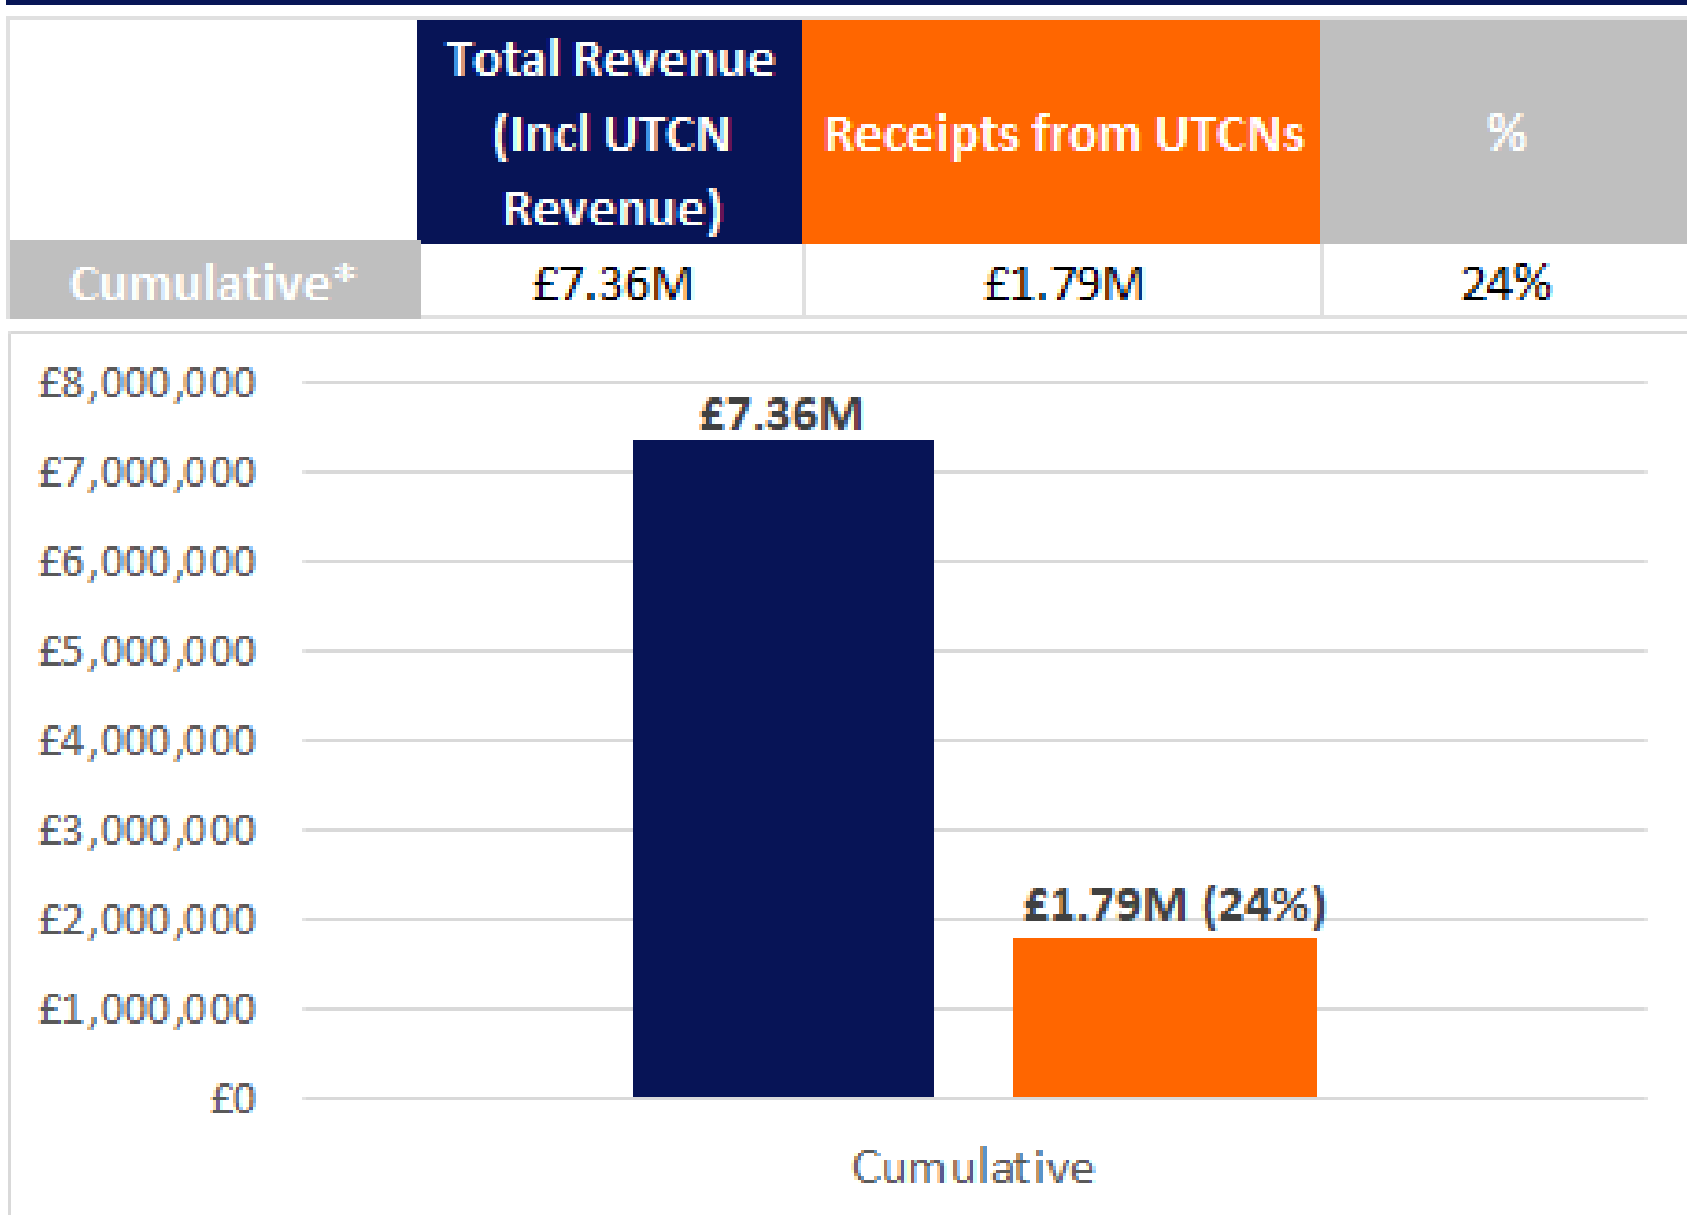 Total Revenue
(Incl UTCN
Revenue)
Receipts from UTCNs
%
Cumulative*
£7.36M
£1.79M
24%
£8,000,000
£7.36M
£7,000,000
£6,000,000
£5,000,000
£4,000,000
£3,000,000
£1.79M (24%)
£2,000,000
£1,000,000
£0
Cumulative